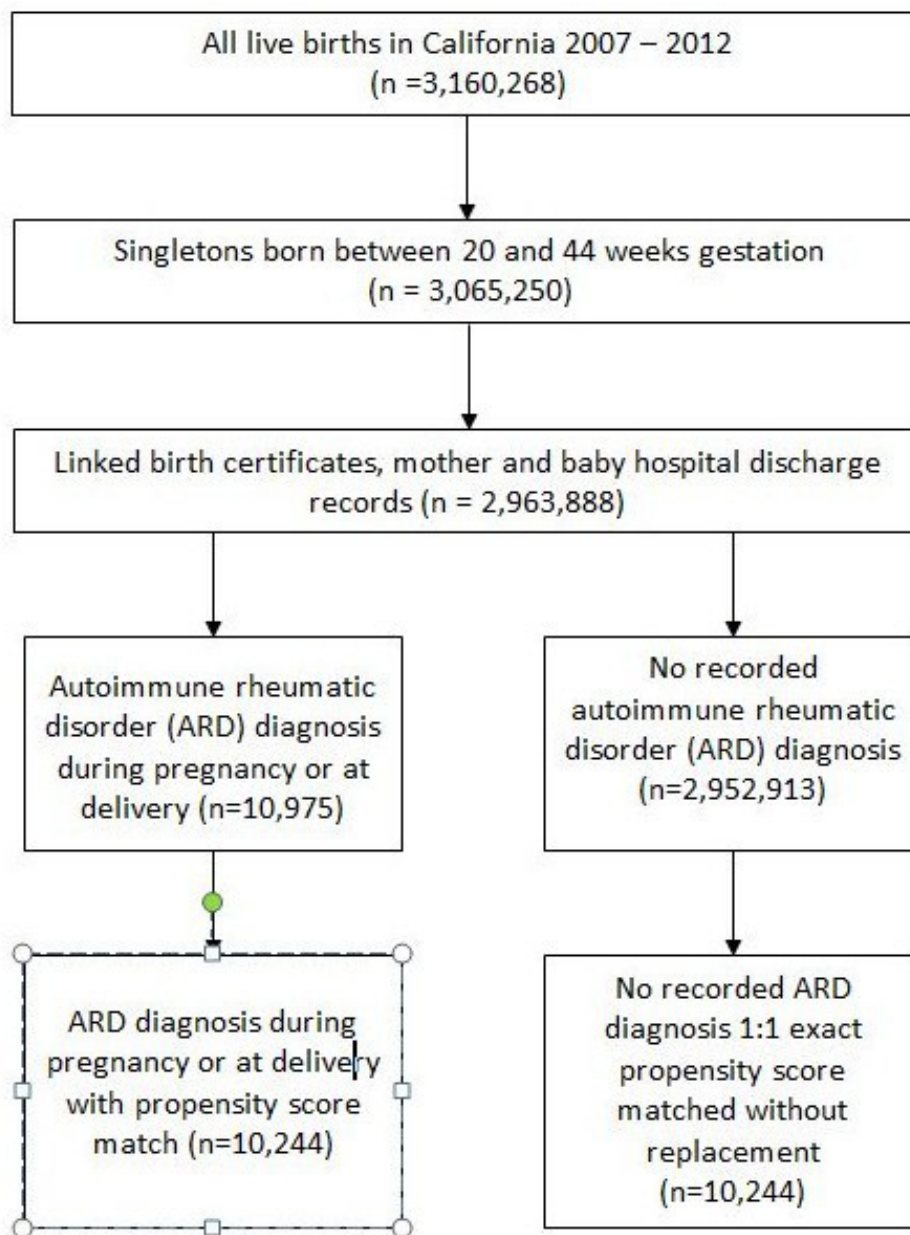 All live births in California 2007 – 2012
(n =3,160,268)
Singletons born between 20 and 44 weeks gestation
(n = 3,065,250)
Linked birth certificates, mother and baby hospital discharge
records (n = 2,963,888)
Autoimmune rheumatic
disorder (ARD) diagnosis
during pregnancy or at
delivery (n=10,975)
No recorded
autoimmune rheumatic
disorder (ARD) diagnosis
(n=2,952,913)
ARD diagnosis during
pregnancy or at delivery
with propensity score
match (n=10,244)
No recorded ARD
diagnosis 1:1 exact
propensity score
matched without
replacement
(n=10,244)